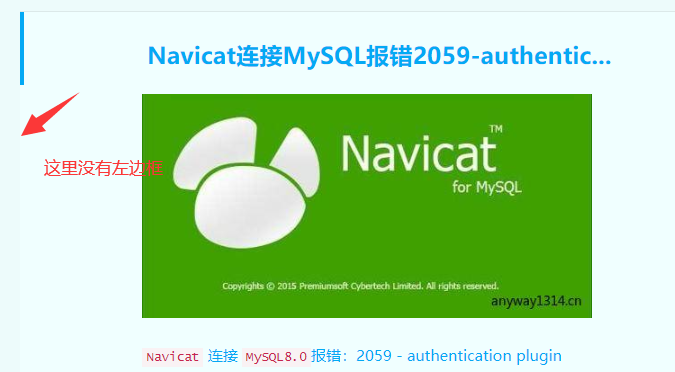 Navicat连接MySQL报错2059-authentic...
Navicat™
for MySQL
这里没有左边框
Copyrights © 2015 Premiumsoft Cybertech Limited. All rights reserved.
anyway1314.cn
Navicat 连接 MySQL8.0 报错：2059 - authentication plugin